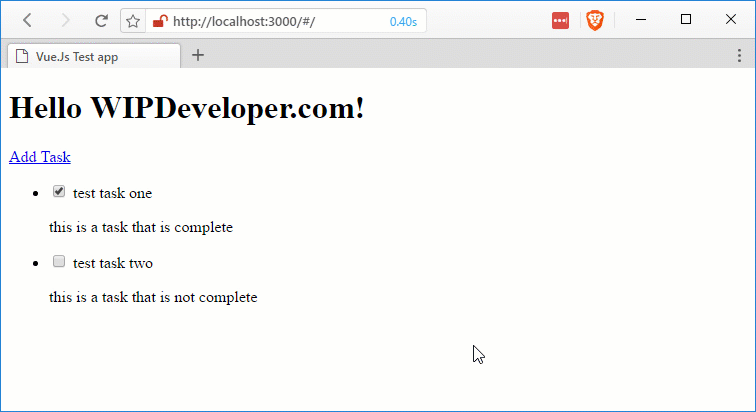 http://localhost:3000/#/ 0.40s
Vue.Js Test app
Hello WIPDeveloper.com!
Add Task
test task one
this is a task that is complete
test task two
this is a task that is not complete